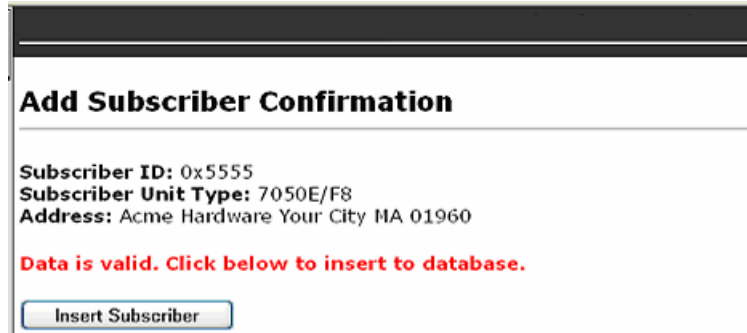 Add Subscriber Confirmation
Subscriber ID: 0x5555
Subscriber Unit Type: 7050E/F8
Address: Acme Hardware Your City MA 01960
Data is valid. Click below to insert to database.
Insert Subscriber